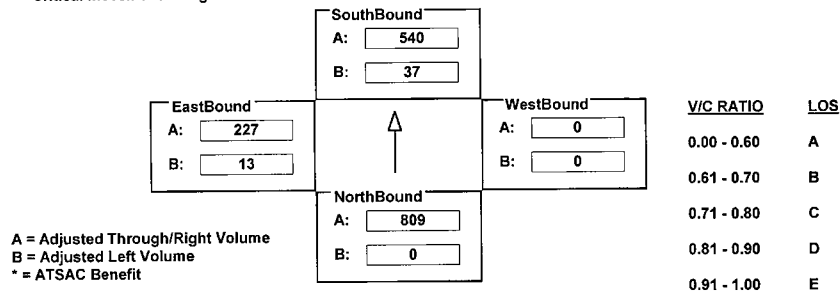 SouthBound
A: 540
B: 37
EastBound
A: 227
B: 13
WestBound
A: 0
B: 0
NorthBound
A: 809
B: 0
A = Adjusted Through/Right Volume
B = Adjusted Left Volume
* = ATSAC Benefit
V/C RATIO LOS
0.00 - 0.60 A
0.61 - 0.70 B
0.71 - 0.80 C
0.81 - 0.90 D
0.91 - 1.00 E